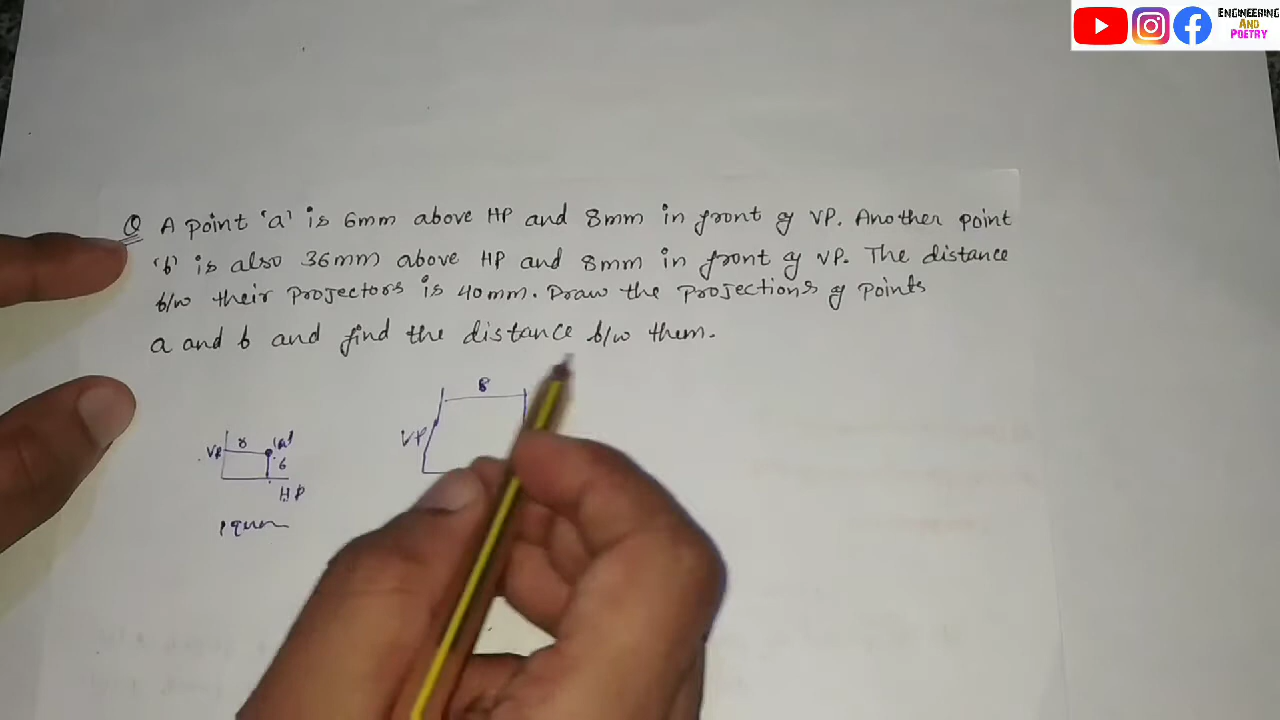 ENGINEERING
AND
POETRY
Q A point 'a' is 6mm above HP and 8mm in front of VP. Another point
'b' is also 36mm above HP and 8mm in front of VP. The distance
b/w their projectors is 40mm. Draw the projections of points
a and b and find the distance b/w them.
8
VP 8 'a'
6
HP
VP